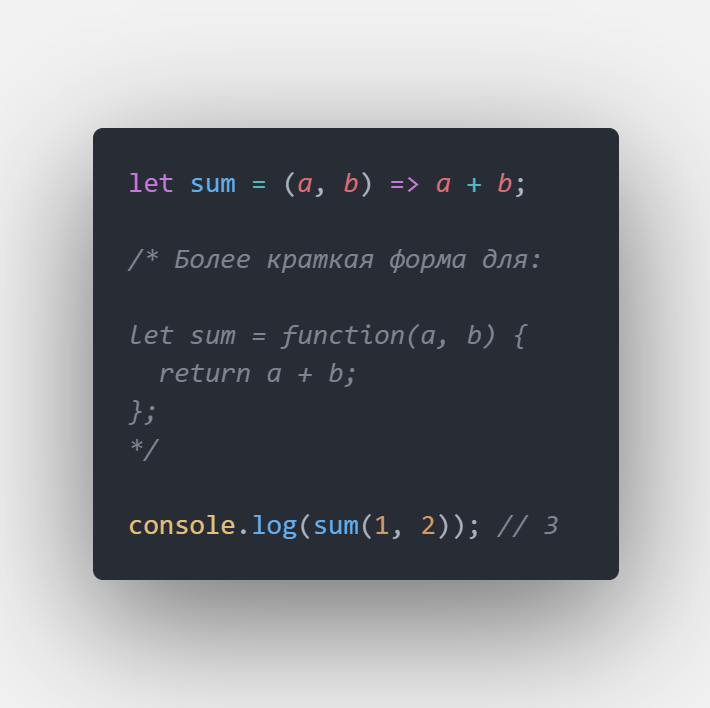 let sum = (a, b) => a + b;
/* Более краткая форма для:
let sum = function(a, b) {
  return a + b;
};
*/
console.log(sum(1, 2)); // 3